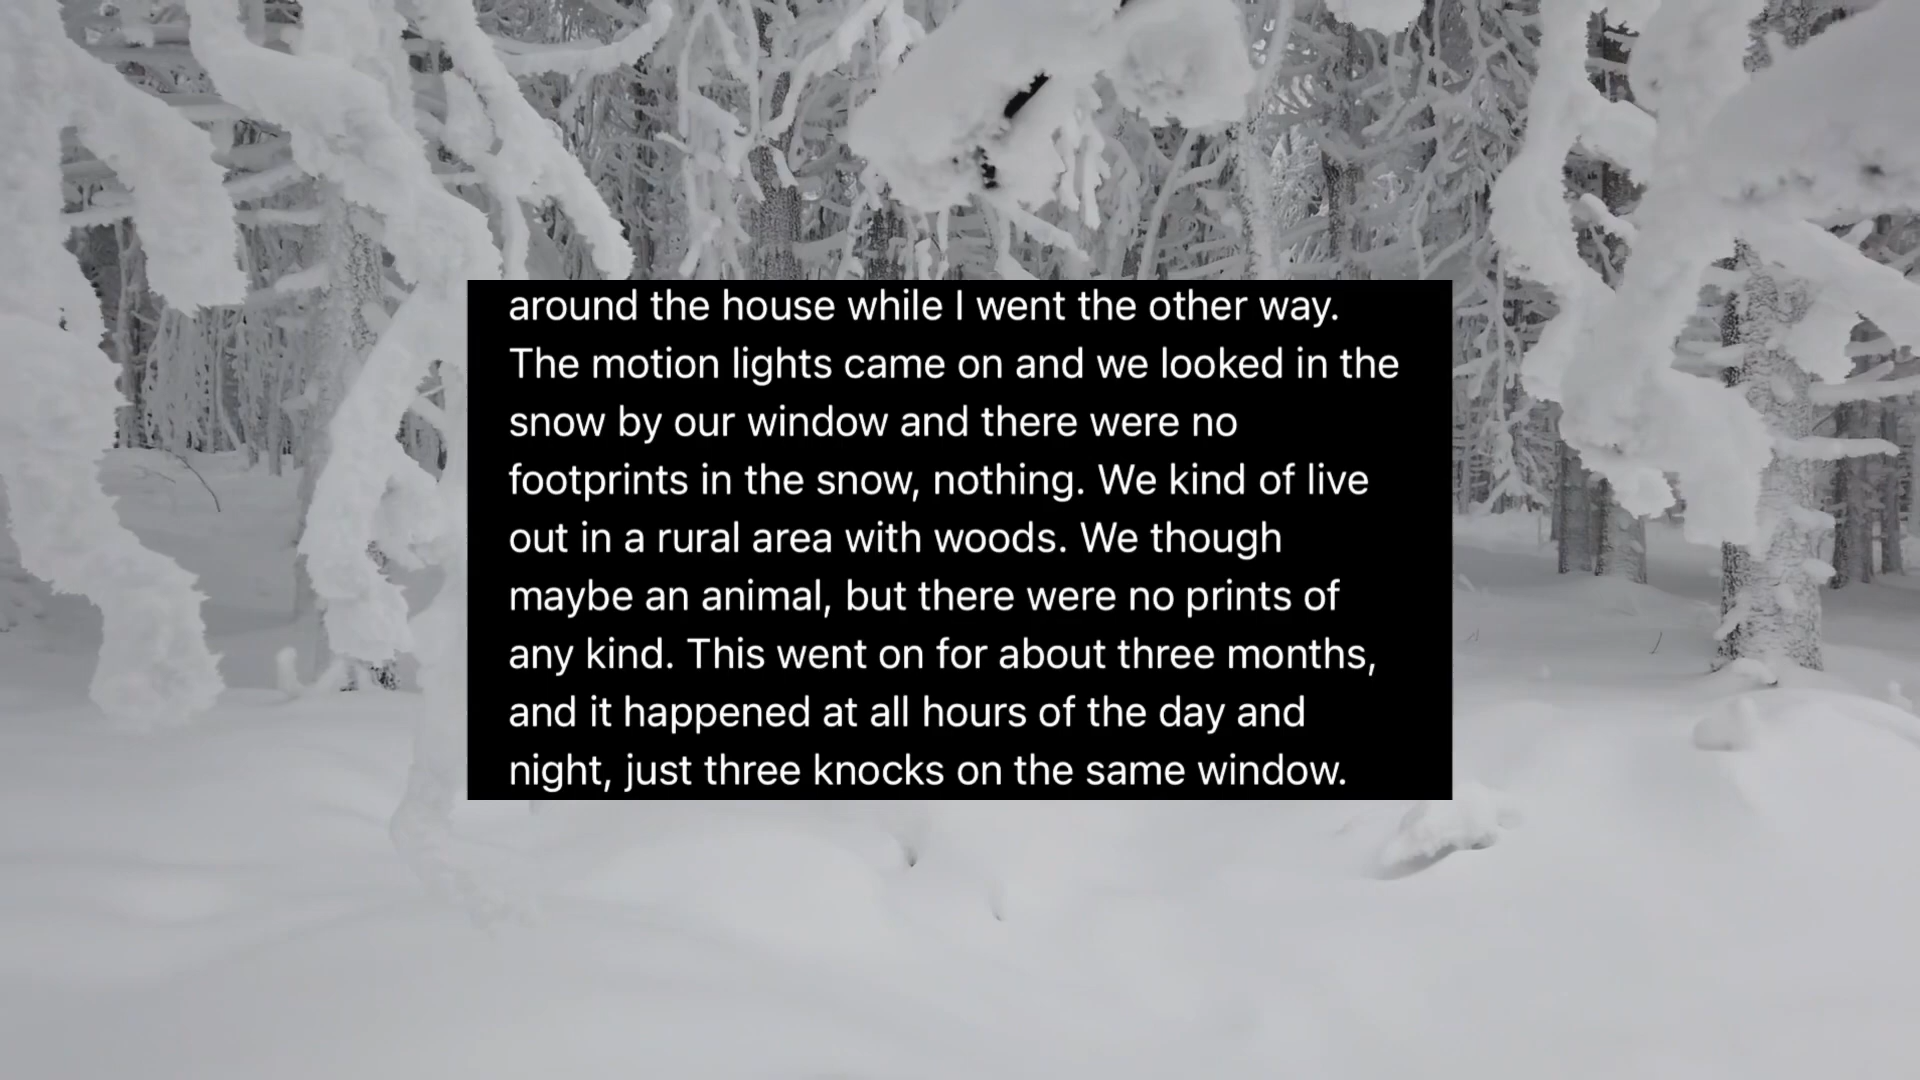 around the house while I went the other way.
The motion lights came on and we looked in the
snow by our window and there were no
footprints in the snow, nothing. We kind of live
out in a rural area with woods. We though
maybe an animal, but there were no prints of
any kind. This went on for about three months,
and it happened at all hours of the day and
night, just three knocks on the same window.